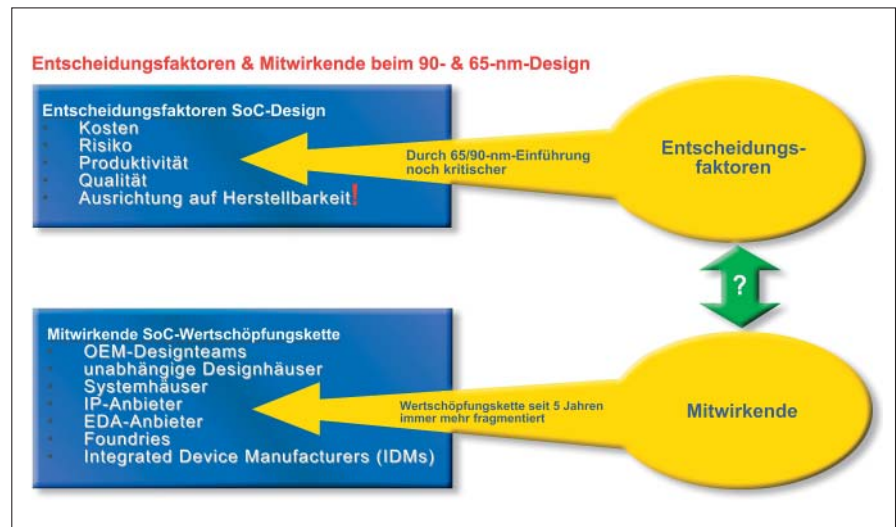 Entscheidungsfaktoren & Mitwirkende beim 90- & 65-nm-Design
Entscheidungsfaktoren SoC-Design
Kosten
Risiko
Produktivität
Qualität
Ausrichtung auf Herstellbarkeit!
Durch 65/90-nm-Einführung
noch kritischer
Entscheidungs-
faktoren
?
Mitwirkende SoC-Wertschöpfungskette
OEM-Designteams
unabhängige Designhäuser
Systemhäuser
IP-Anbieter
EDA-Anbieter
Foundries
Integrated Device Manufacturers (IDMs)
Wertschöpfungskette seit 5 Jahren
immer mehr fragmentiert
Mitwirkende